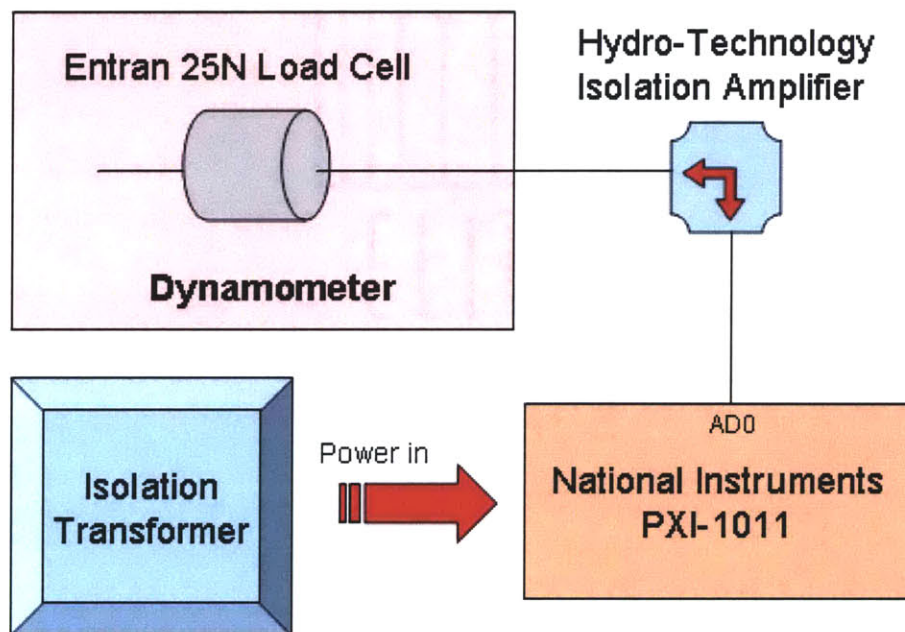 Entran 25N Load Cell
Dynamometer
Hydro-Technology
Isolation Amplifier
Isolation
Transformer
Power in
AD0
National Instruments
PXI-1011